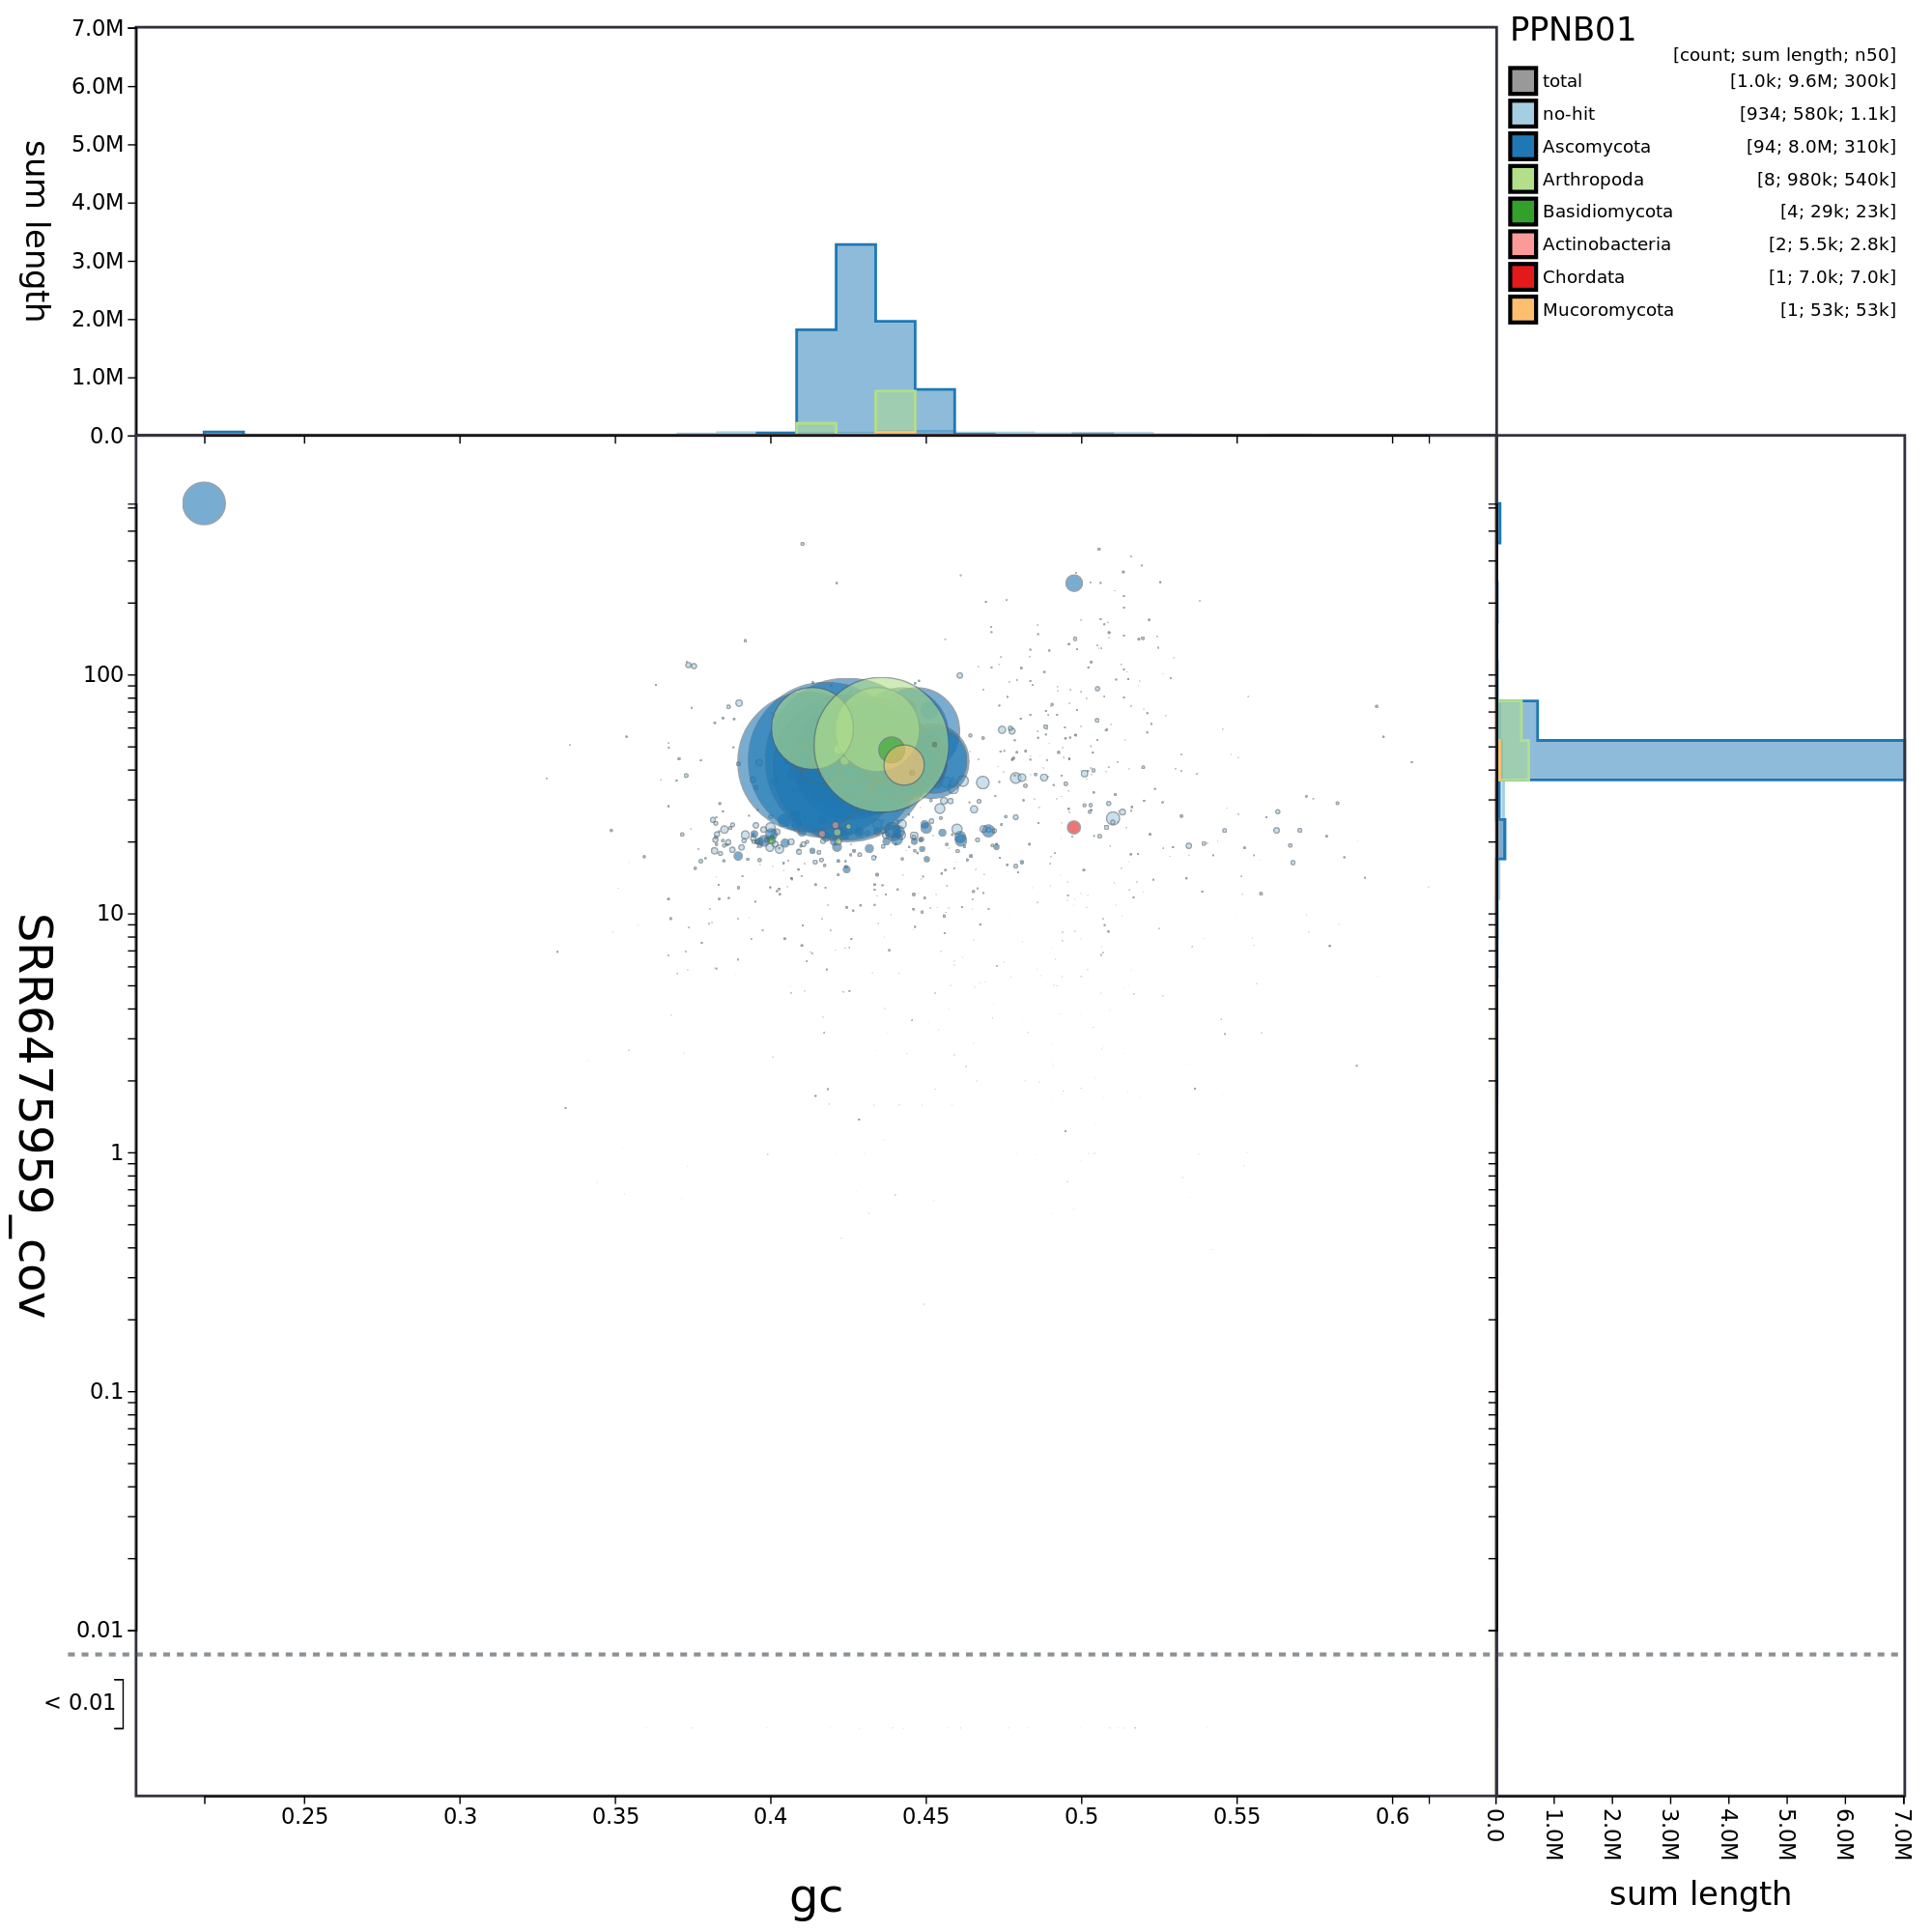 PPNB01
[count; sum length; n50]
total [1.0k; 9.6M; 300k]
no-hit [934; 580k; 1.1k]
Ascomycota [94; 8.0M; 310k]
Arthropoda [8; 980k; 540k]
Basidiomycota [4; 29k; 23k]
Actinobacteria [2; 5.5k; 2.8k]
Chordata [1; 7.0k; 7.0k]
Mucoromycota [1; 53k; 53k]
sum length
7.0M
6.0M
5.0M
4.0M
3.0M
2.0M
1.0M
0.0
SRR6475959_cov
100
10
1
0.1
0.01
< 0.01
0.25 0.3 0.35 0.4 0.45 0.5 0.55 0.6
gc
0.0 1.0M 2.0M 3.0M 4.0M 5.0M 6.0M 7.0M
sum length